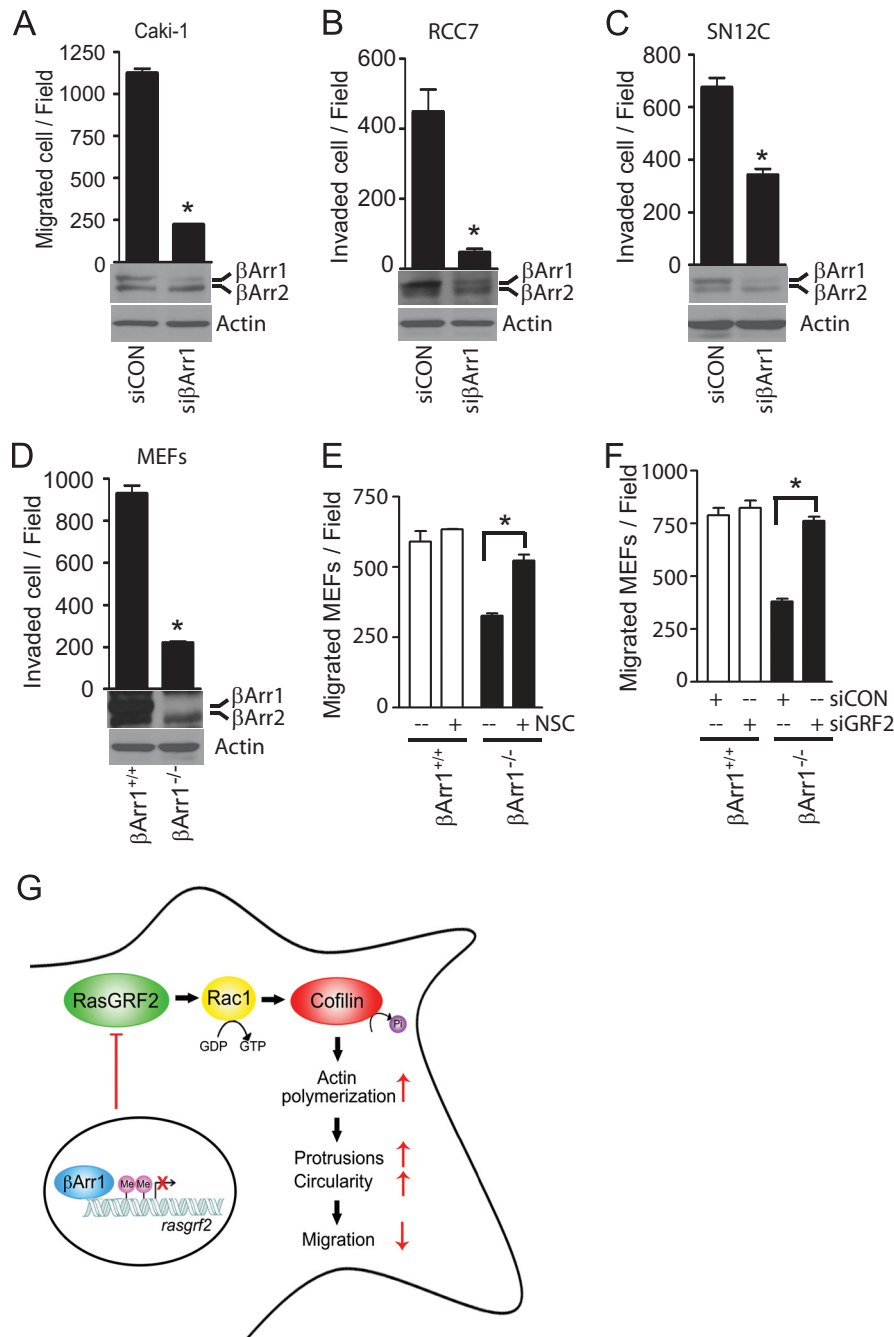 A
Caki-1
Migrated cell / Field
1250
1000
750
500
250
0
*
βArr1
βArr2
Actin
siCON
siβArr1
B
RCC7
Invaded cell / Field
600
400
200
0
*
βArr1
βArr2
Actin
siCON
siβArr1
C
SN12C
Invaded cell / Field
800
600
400
200
0
*
βArr1
βArr2
Actin
siCON
siβArr1
D
MEFs
Invaded cell / Field
1000
800
600
400
200
0
*
βArr1
βArr2
Actin
βArr1+/+
βArr1-/-
E
Migrated MEFs / Field
750
500
250
0
*
-- + -- + NSC
βArr1+/+
βArr1-/-
F
Migrated MEFs / Field
1000
750
500
250
0
*
+ -- + -- siCON
-- + -- + siGRF2
βArr1+/+
βArr1-/-
G
RasGRF2
Rac1
Cofilin
Pi
GDP GTP
Actin
polymerization
Protrusions
Circularity
Migration
βArr1
Me Me X
rasgrf2